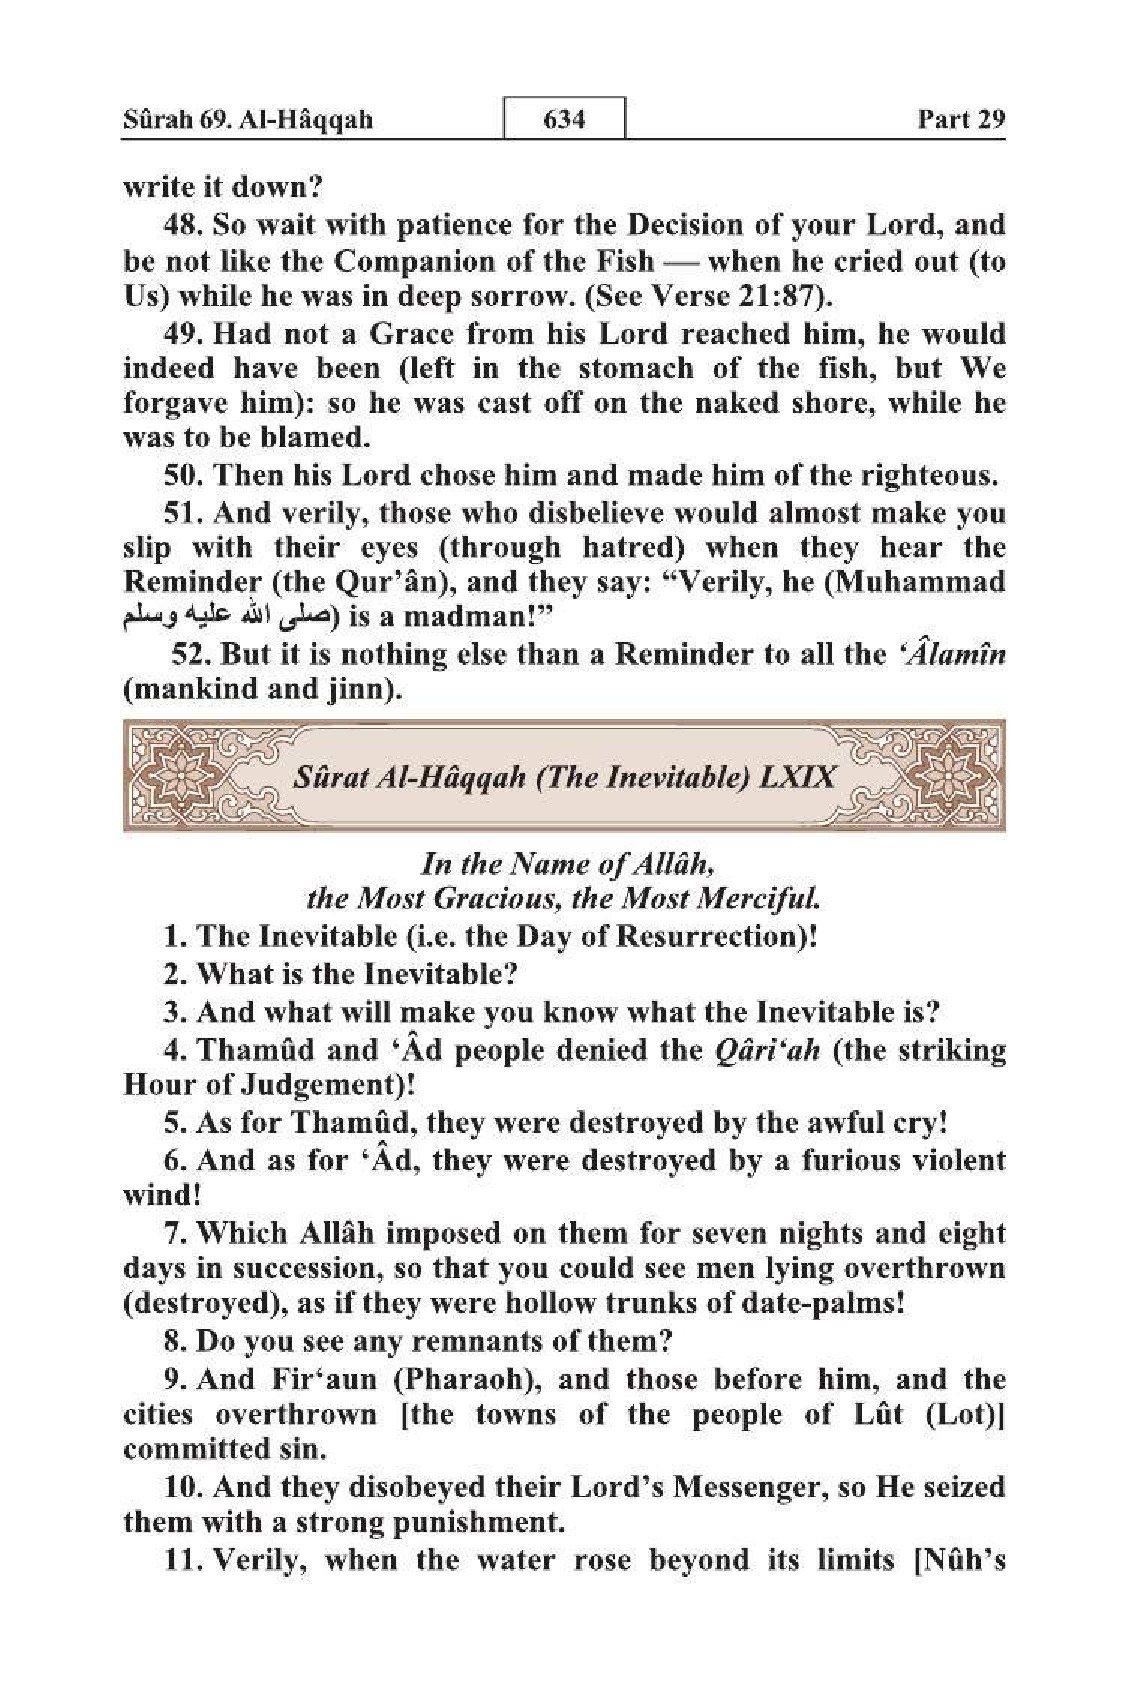 Sûrah 69. Al-Hâqqah 634 Part 29
write it down?
48. So wait with patience for the Decision of your Lord, and
be not like the Companion of the Fish — when he cried out (to
Us) while he was in deep sorrow. (See Verse 21:87).
49. Had not a Grace from his Lord reached him, he would
indeed have been (left in the stomach of the fish, but We
forgave him): so he was cast off on the naked shore, while he
was to be blamed.
50. Then his Lord chose him and made him of the righteous.
51. And verily, those who disbelieve would almost make you
slip with their eyes (through hatred) when they hear the
Reminder (the Qur’ân), and they say: “Verily, he (Muhammad
صلى الله عليه وسلم) is a madman!”
52. But it is nothing else than a Reminder to all the ‘Âlamîn
(mankind and jinn).
Sûrat Al-Hâqqah (The Inevitable) LXIX
In the Name of Allâh,
the Most Gracious, the Most Merciful.
1. The Inevitable (i.e. the Day of Resurrection)!
2. What is the Inevitable?
3. And what will make you know what the Inevitable is?
4. Thamûd and ‘Âd people denied the Qâri‘ah (the striking
Hour of Judgement)!
5. As for Thamûd, they were destroyed by the awful cry!
6. And as for ‘Âd, they were destroyed by a furious violent
wind!
7. Which Allâh imposed on them for seven nights and eight
days in succession, so that you could see men lying overthrown
(destroyed), as if they were hollow trunks of date-palms!
8. Do you see any remnants of them?
9. And Fir‘aun (Pharaoh), and those before him, and the
cities overthrown [the towns of the people of Lût (Lot)]
committed sin.
10. And they disobeyed their Lord’s Messenger, so He seized
them with a strong punishment.
11. Verily, when the water rose beyond its limits [Nûh’s